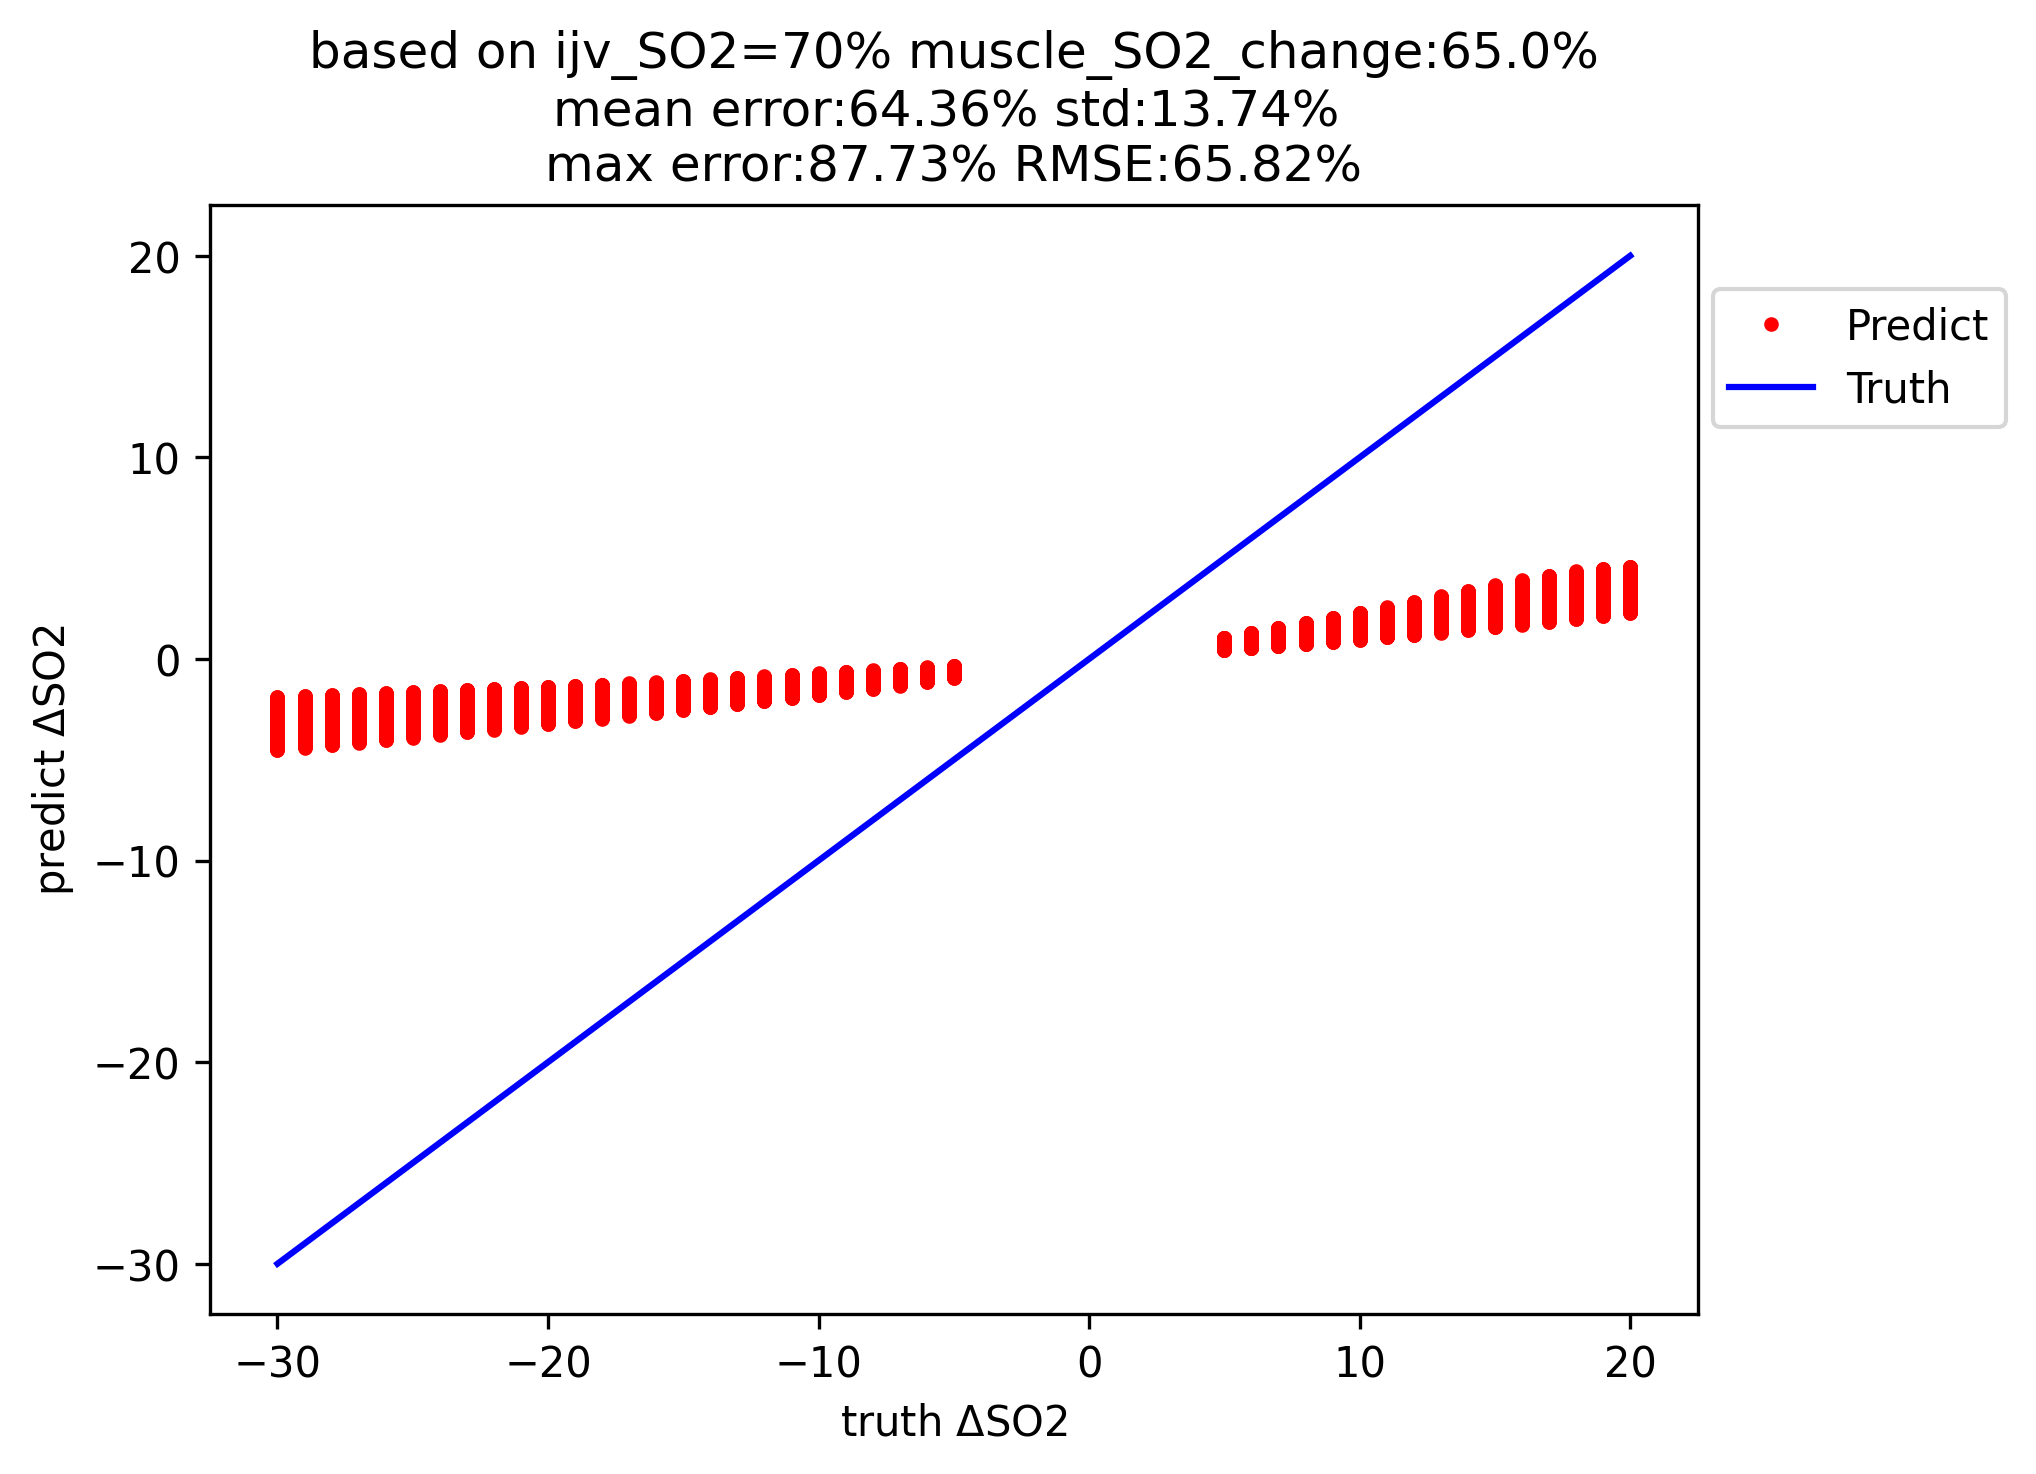 based on ijv_SO2=70% muscle_SO2_change:65.0%
mean error:64.36% std:13.74%
max error:87.73% RMSE:65.82%
20
10
0
−10
−20
−30
predict ΔSO2
−30
−20
−10
0
10
20
truth ΔSO2
Predict
Truth